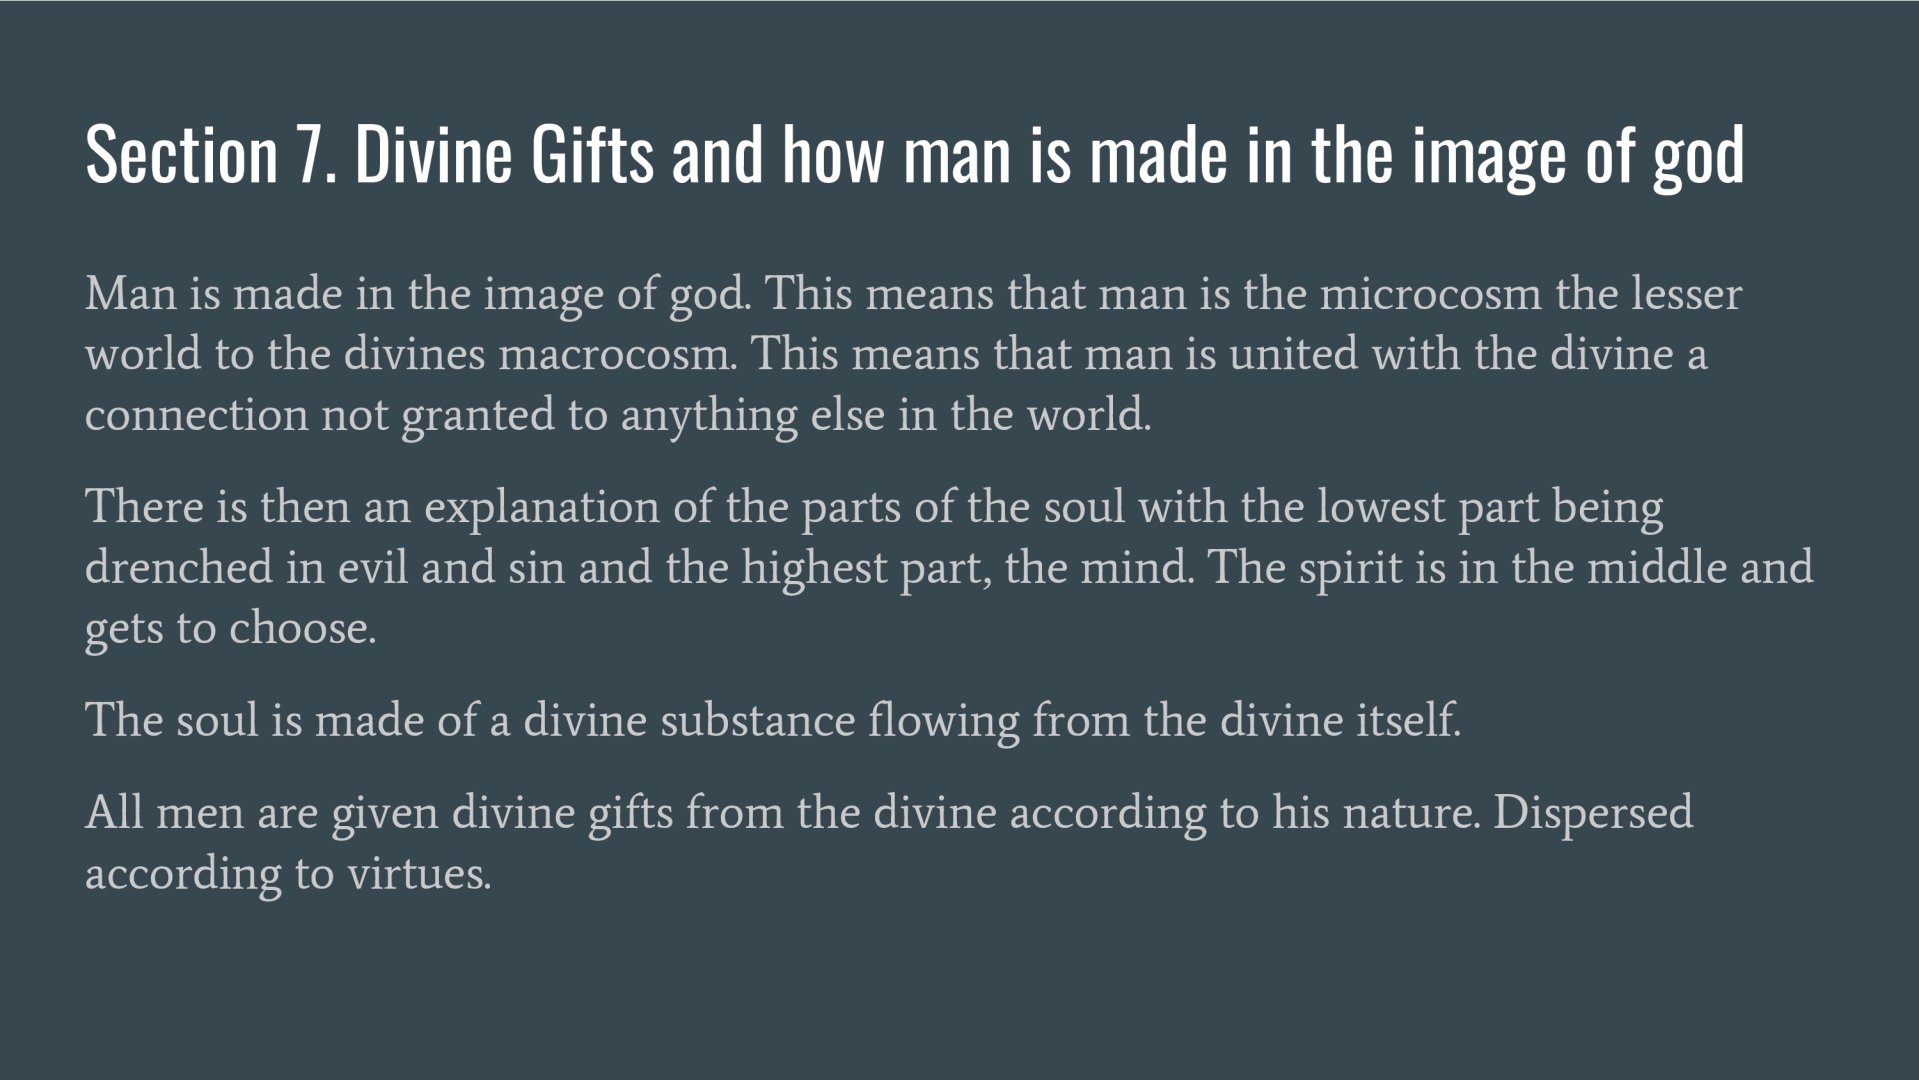 Section 7. Divine Gifts and how man is made in the image of god
Man is made in the image of god. This means that man is the microcosm the lesser
world to the divines macrocosm. This means that man is united with the divine a
connection not granted to anything else in the world.
There is then an explanation of the parts of the soul with the lowest part being
drenched in evil and sin and the highest part, the mind. The spirit is in the middle and
gets to choose.
The soul is made of a divine substance flowing from the divine itself.
All men are given divine gifts from the divine according to his nature. Dispersed
according to virtues.